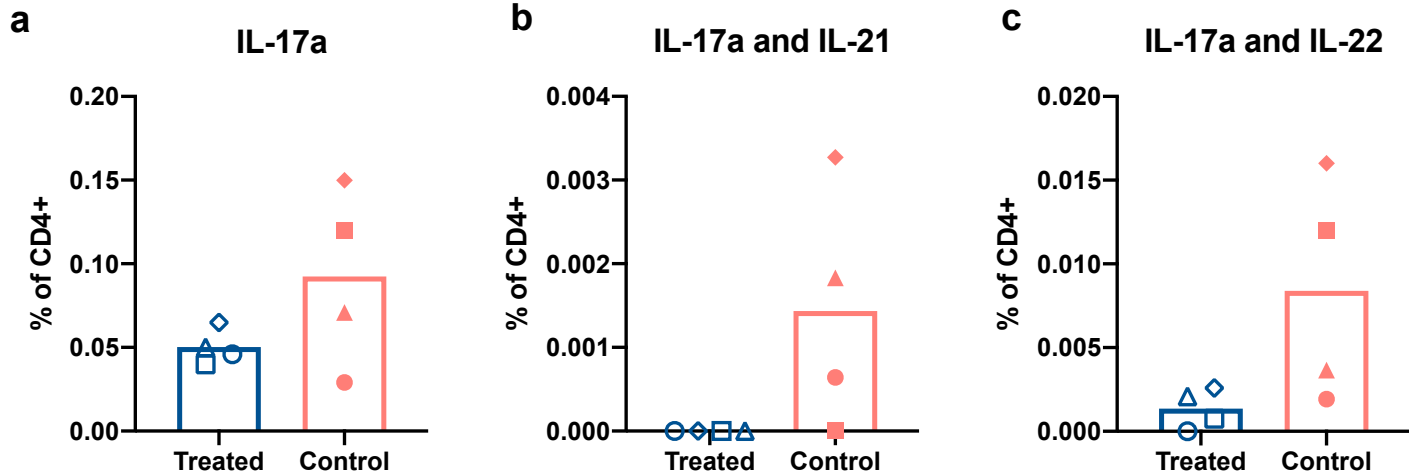 a
IL-17a
% of CD4+
0.20
0.15
0.10
0.05
0.00
Treated Control
b
IL-17a and IL-21
% of CD4+
0.004
0.003
0.002
0.001
0.000
Treated Control
c
IL-17a and IL-22
% of CD4+
0.020
0.015
0.010
0.005
0.000
Treated Control